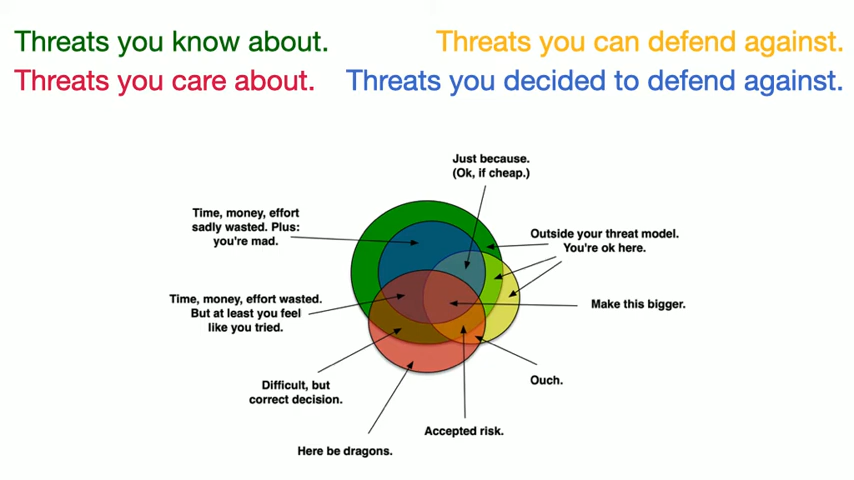 Threats you know about.
Threats you can defend against.
Threats you care about.
Threats you decided to defend against.
Just because.
(Ok, if cheap.)
Time, money, effort
sadly wasted. Plus:
you're mad.
Outside your threat model.
You're ok here.
Time, money, effort wasted.
But at least you feel
like you tried.
Make this bigger.
Difficult, but
correct decision.
Ouch.
Accepted risk.
Here be dragons.